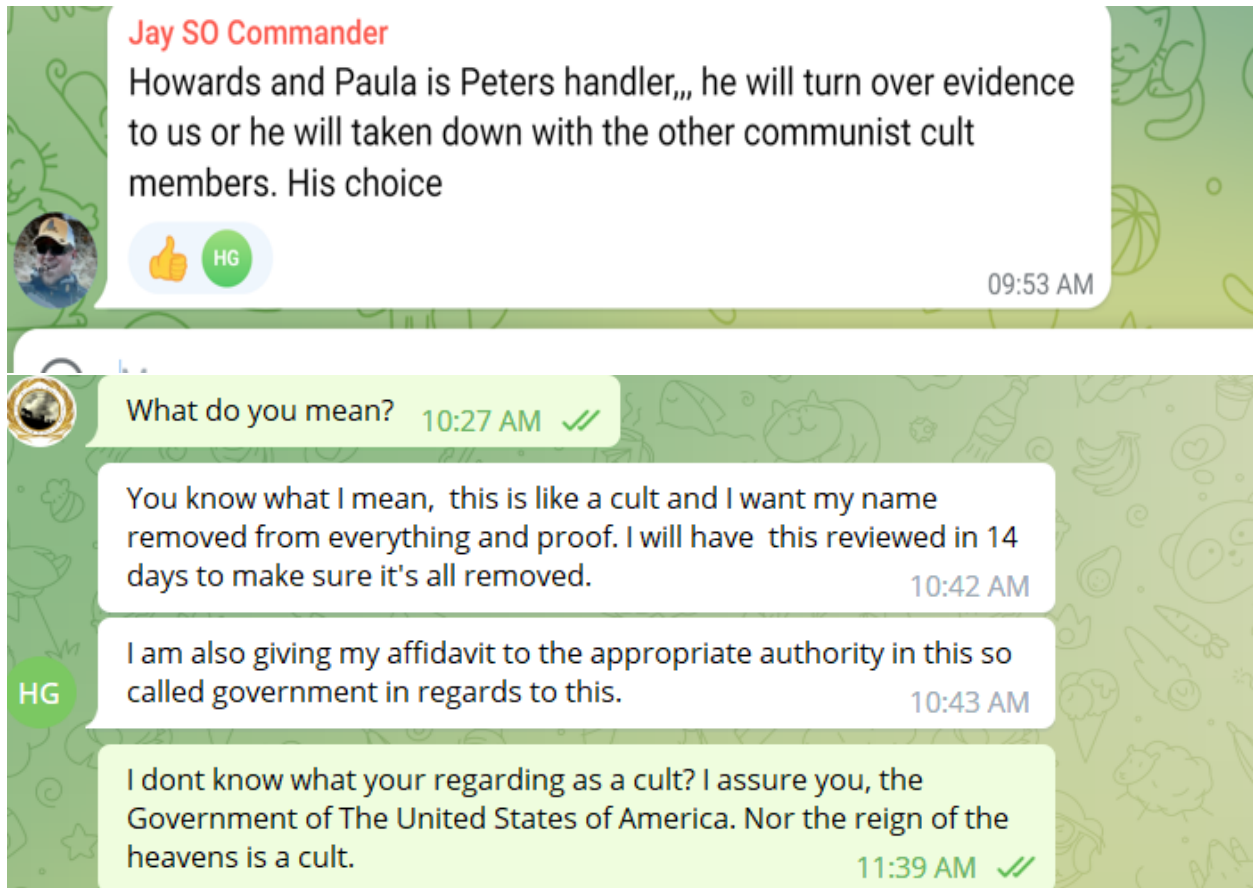 Jay SO Commander
Howards and Paula is Peters handler,,, he will turn over evidence
to us or he will taken down with the other communist cult
members. His choice
HG
09:53 AM
What do you mean? 10:27 AM
You know what I mean, this is like a cult and I want my name
removed from everything and proof. I will have this reviewed in 14
days to make sure it's all removed. 10:42 AM
I am also giving my affidavit to the appropriate authority in this so
called government in regards to this. 10:43 AM
HG
I dont know what your regarding as a cult? I assure you, the
Government of The United States of America. Nor the reign of the
heavens is a cult. 11:39 AM